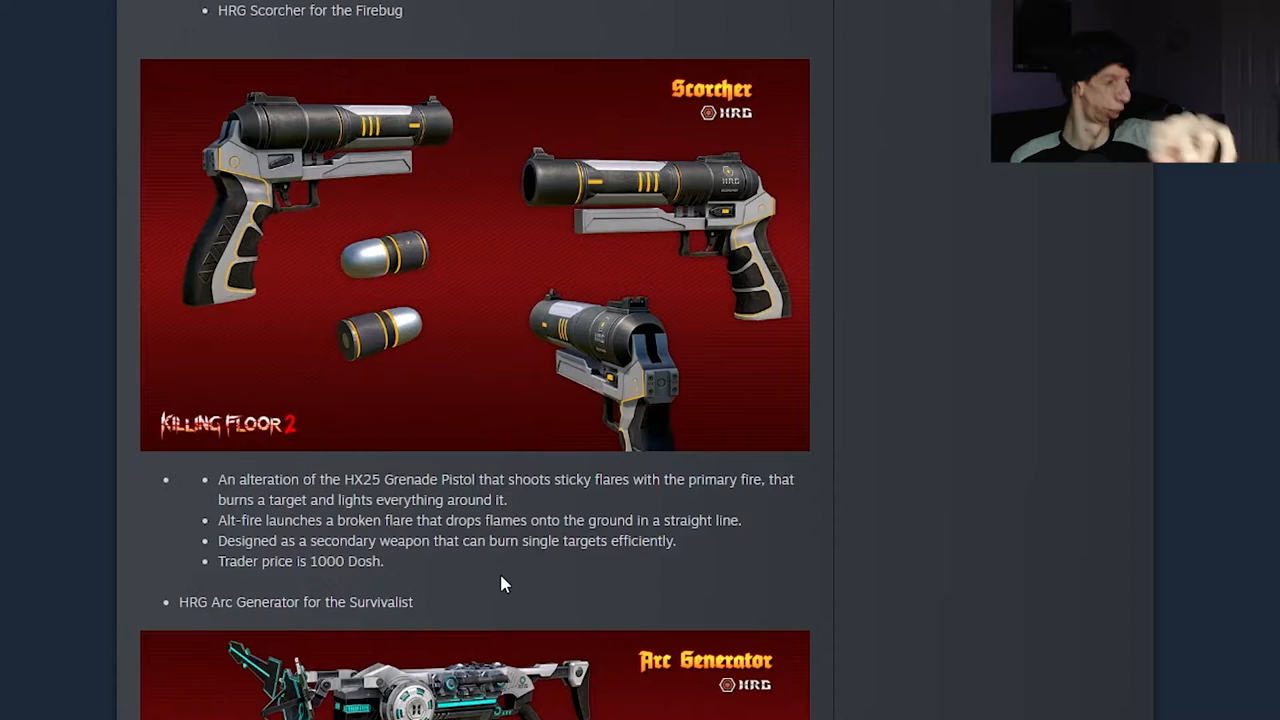 HRG Scorcher for the Firebug
Scorcher
HRG
HRG
KILLING FLOOR 2
An alteration of the HX25 Grenade Pistol that shoots sticky flares with the primary fire, that
burns a target and lights everything around it.
Alt-fire launches a broken flare that drops flames onto the ground in a straight line.
Designed as a secondary weapon that can burn single targets efficiently.
Trader price is 1000 Dosh.
HRG Arc Generator for the Survivalist
Arc Generator
HRG